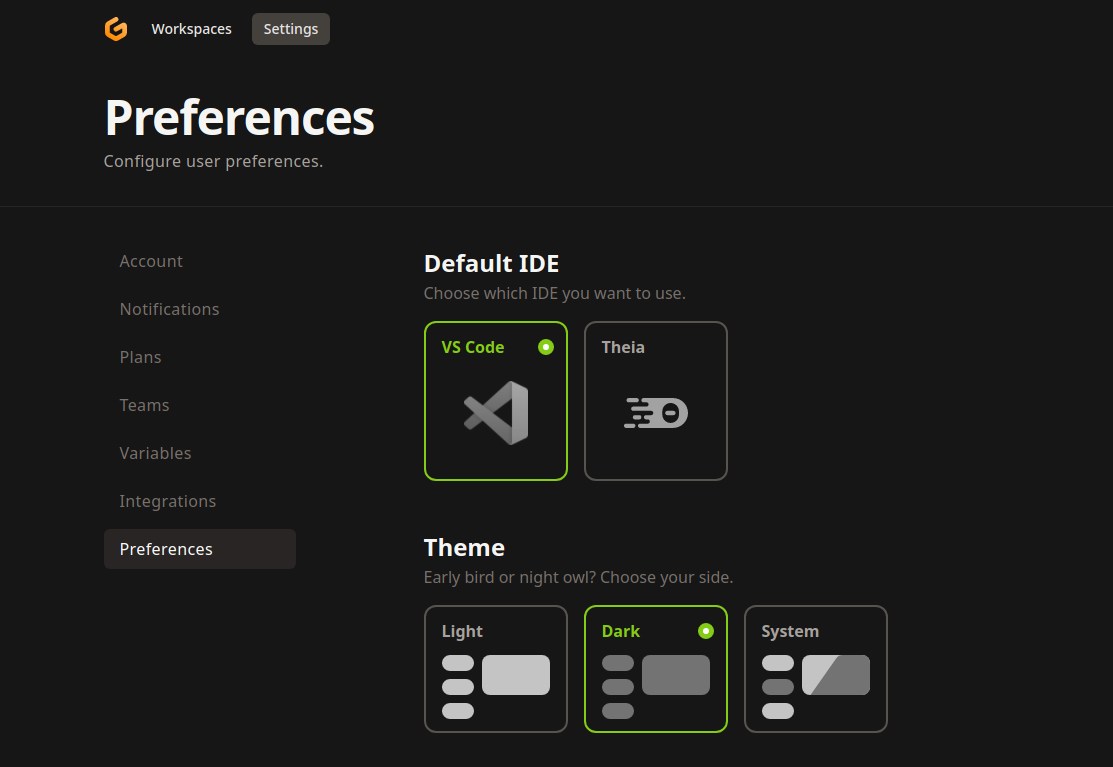 Workspaces Settings
Preferences
Configure user preferences.
Account
Notifications
Plans
Teams
Variables
Integrations
Preferences
Default IDE
Choose which IDE you want to use.
VS Code
Theia
Theme
Early bird or night owl? Choose your side.
Light
Dark
System